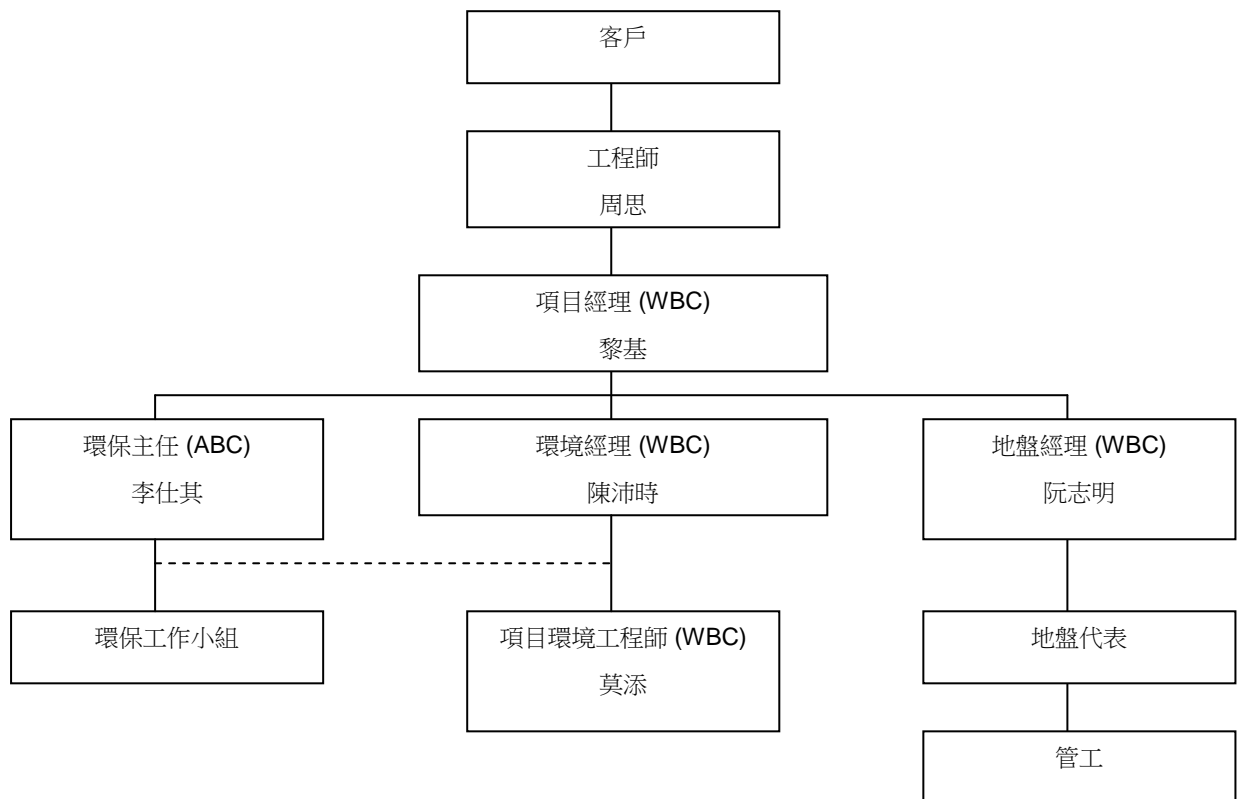 客戶
工程師
周思
項目經理 (WBC)
黎基
環保主任 (ABC)
李仕其
環境經理 (WBC)
陳沛時
地盤經理 (WBC)
阮志明
環保工作小組
項目環境工程師 (WBC)
莫添
地盤代表
管工